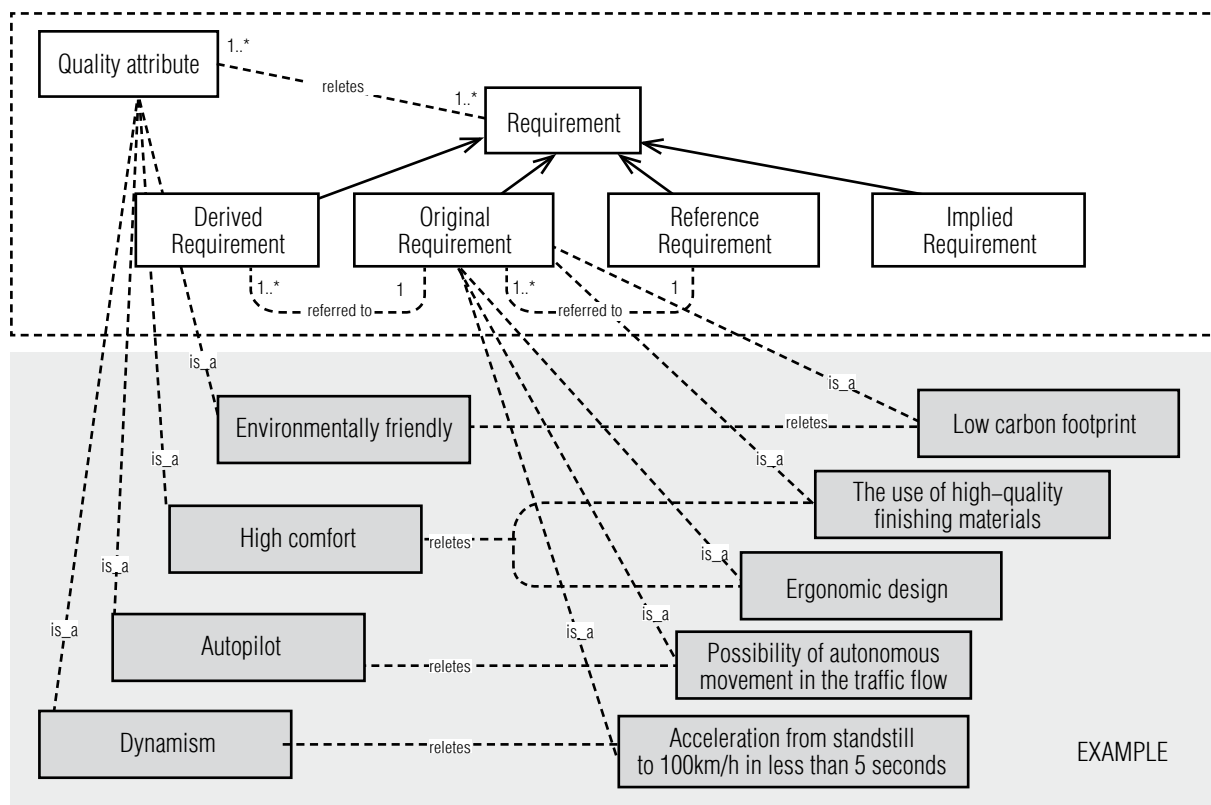 Quality attribute
1..*
reletes
1..*
Requirement
Derived
Requirement
Original
Requirement
Reference
Requirement
Implied
Requirement
1..*
referred to
1
1..*
referred to
1
is_a
is_a
Environmentally friendly
reletes
Low carbon footprint
is_a
is_a
The use of high–quality
finishing materials
High comfort
reletes
is_a
is_a
Ergonomic design
is_a
is_a
is_a
Autopilot
reletes
Possibility of autonomous
movement in the traffic flow
Dynamism
reletes
Acceleration from standstill
to 100km/h in less than 5 seconds
EXAMPLE